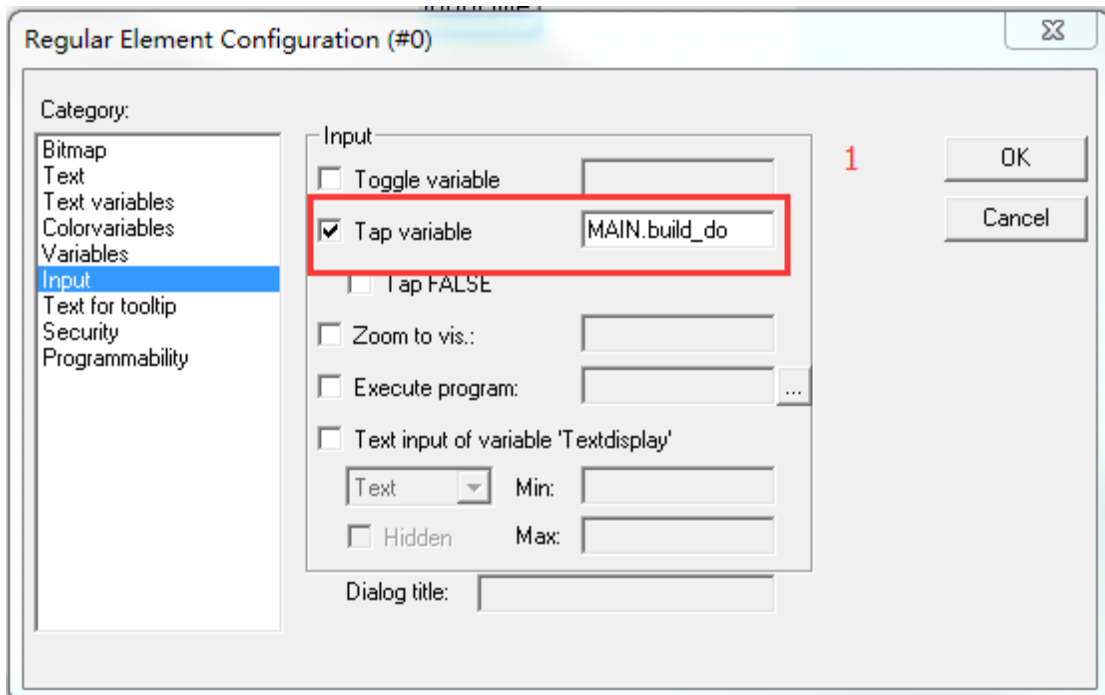 Regular Element Configuration (#0)
Category:
Bitmap
Text
Text variables
Colorvariables
Variables
Input
Text for tooltip
Security
Programmability
Input
Toggle variable
Tap variable MAIN.build_do
Tap FALSE
Zoom to vis.:
Execute program: ...
Text input of variable 'Textdisplay'
Text Min:
Hidden Max:
Dialog title:
1
OK
Cancel